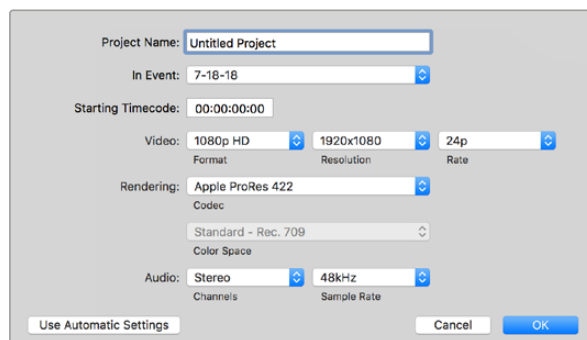 Project Name: Untitled Project
In Event: 7-18-18
Starting Timecode: 00:00:00:00
Video: 1080p HD 1920x1080 24p
Format Resolution Rate
Rendering: Apple ProRes 422
Codec
Standard - Rec. 709
Color Space
Audio: Stereo 48kHz
Channels Sample Rate
Use Automatic Settings Cancel OK